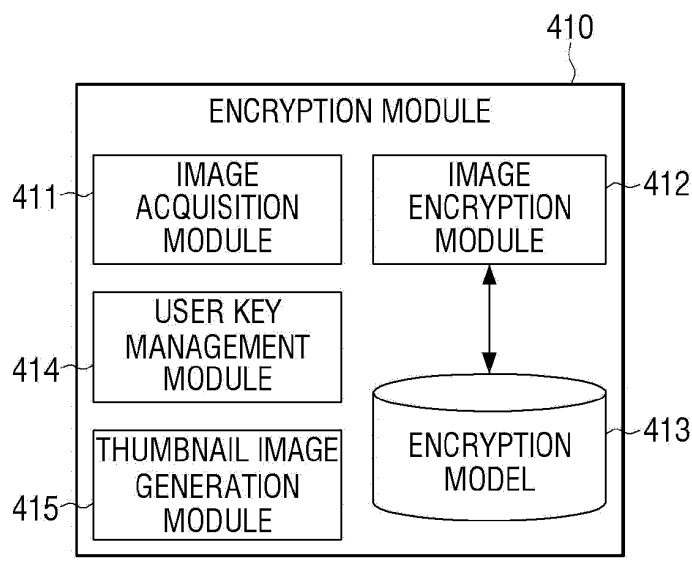 410
ENCRYPTION MODULE
411
IMAGE
ACQUISITION
MODULE
IMAGE
ENCRYPTION
MODULE
412
414
USER KEY
MANAGEMENT
MODULE
415
THUMBNAIL IMAGE
GENERATION
MODULE
ENCRYPTION
MODEL
413